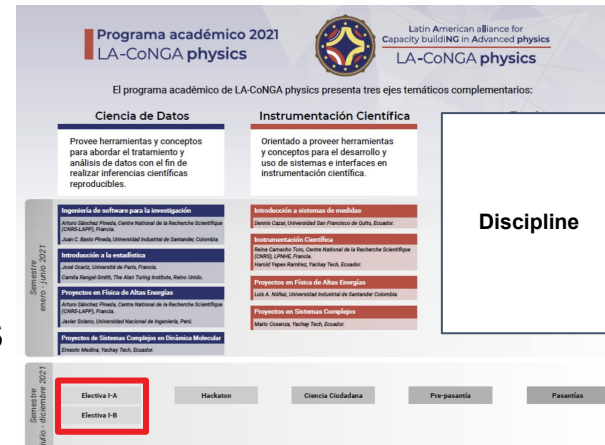 Programa académico 2021
LA-CoNGA physics
Latin American alliance for
Capacity buildiNG in Advanced physics
LA-CoNGA physics
El programa académico de LA-CoNGA physics presenta tres ejes temáticos complementarios:
Ciencia de Datos
Provee herramientas y conceptos
para abordar el tratamiento y
análisis de datos con el fin de
realizar inferencias científicas
reproducibles.
Instrumentación Científica
Orientado a proveer herramientas
y conceptos para el desarrollo y
uso de sistemas e interfaces en
instrumentación científica.
Discipline
Semestre
enero - junio 2021
Ingeniería de software para la investigación
Arturo Sánchez Pineda, Centre National de la Recherche Scientifique
(CNRS-LAPP), Francia.
Juan C. Basto Pineda, Universidad Industrial de Santander, Colombia.
Introducción a la estadística
José Ocariz, Université de Paris, Francia.
Camila Rangel-Smith, The Alan Turing Institute, Reino Unido.
Proyectos en Física de Altas Energías
Arturo Sánchez Pineda, Centre National de la Recherche Scientifique
(CNRS-LAPP), Francia.
Javier Solano, Universidad Nacional de Ingeniería, Perú.
Proyectos de Sistemas Complejos en Dinámica Molecular
Ernesto Medina, Yachay Tech, Ecuador.
Introducción a sistemas de medidas
Dennis Cazar, Universidad San Francisco de Quito, Ecuador.
Instrumentación Científica
Reina Camacho Toro, Centre National de la Recherche Scientifique
(CNRS), LPNHE, Francia.
Harold Yepes Ramírez, Yachay Tech, Ecuador.
Proyectos en Física de Altas Energías
Luis A. Núñez, Universidad Industrial de Santander Colombia.
Proyectos en Sistemas Complejos
Mario Cosenza, Yachay Tech, Ecuador.
Semestre
julio - diciembre 2021
Electiva I-A
Electiva I-B
Hackaton
Ciencia Ciudadana
Pre-pasantía
Pasantías